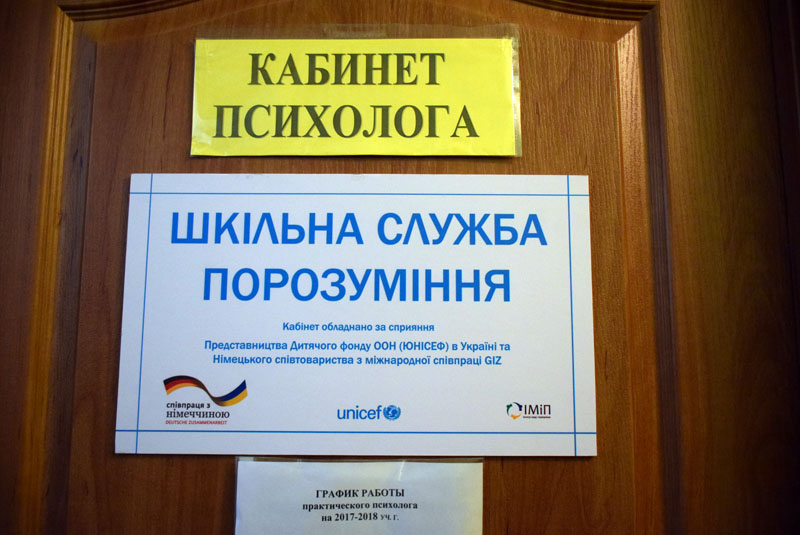 КАБИНЕТ
ПСИХОЛОГА
ШКІЛЬНА СЛУЖБА
ПОРОЗУМІННЯ
Кабінет обладнано за сприяння
Представництва Дитячого фонду ООН (ЮНІСЕФ) в Україні та
Німецького співтовариства з міжнародної співпраці GIZ
співпраця з
німеччиною
DEUTSCHE ZUSAMMENARBEIT
unicef
ІМіП
ГРАФИК РАБОТЫ
практического психолога
на 2017-2018 уч. г.